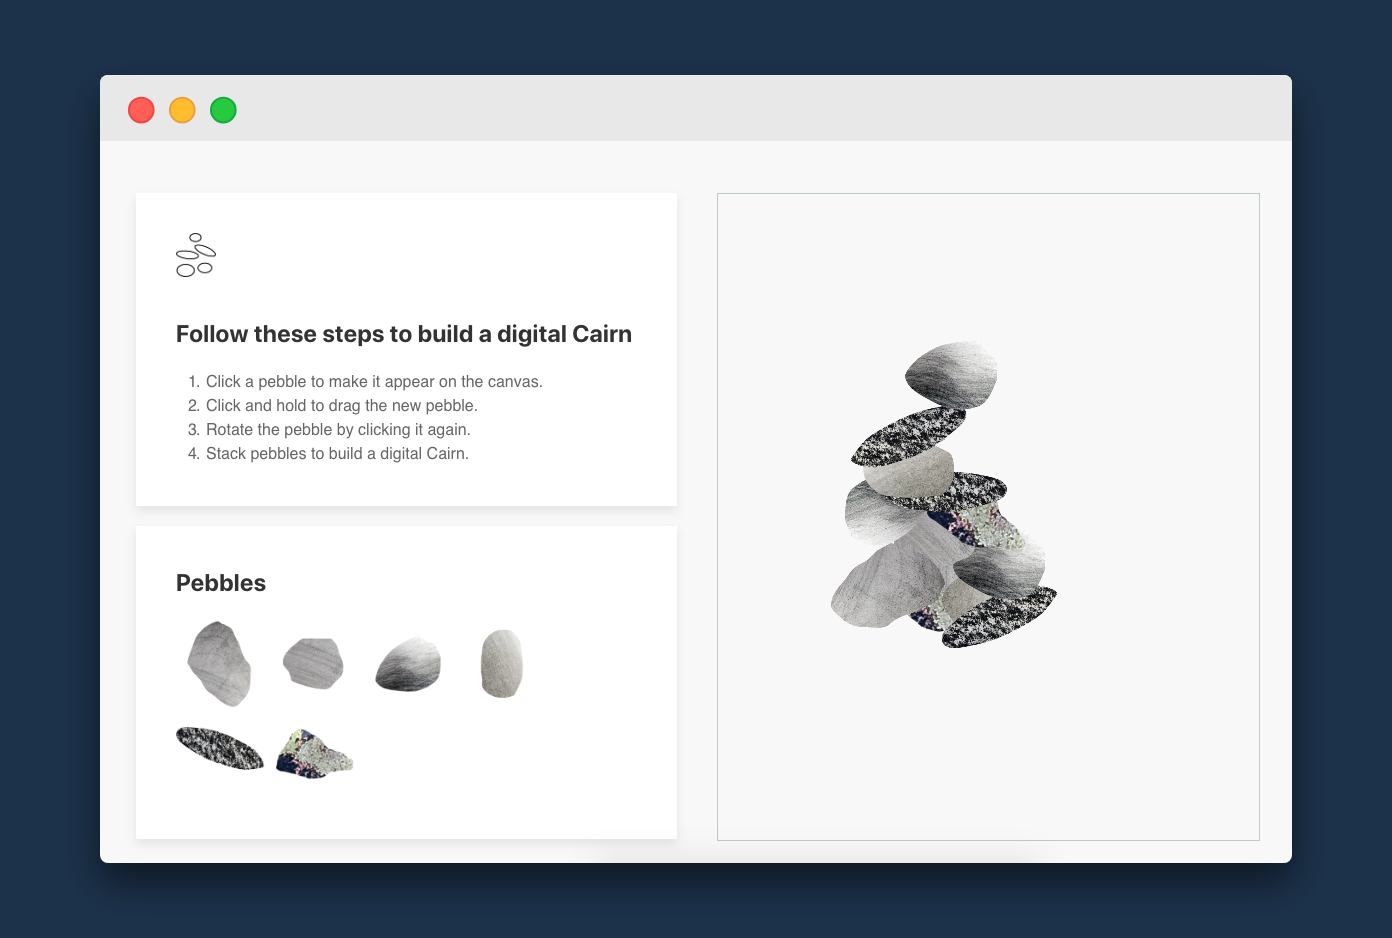 Follow these steps to build a digital Cairn
1. Click a pebble to make it appear on the canvas.
2. Click and hold to drag the new pebble.
3. Rotate the pebble by clicking it again.
4. Stack pebbles to build a digital Cairn.
Pebbles